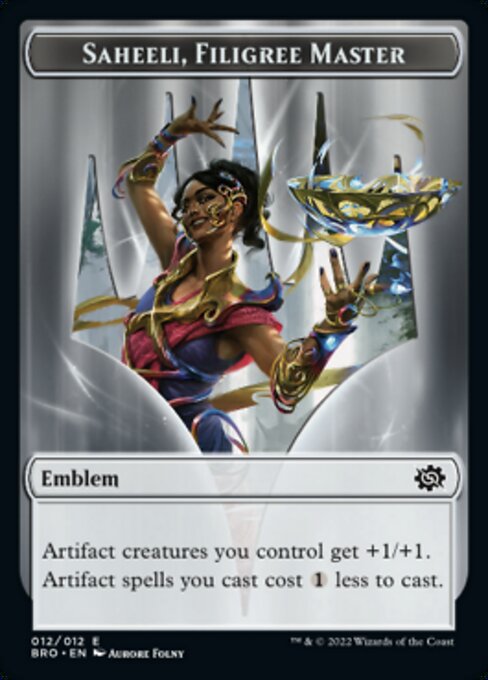 Saheeli, Filigree Master
Emblem
Artifact creatures you control get +1/+1.
Artifact spells you cast cost 1 less to cast.
012/012 E
BRO • EN Aurore Folny
™ & © 2022 Wizards of the Coast